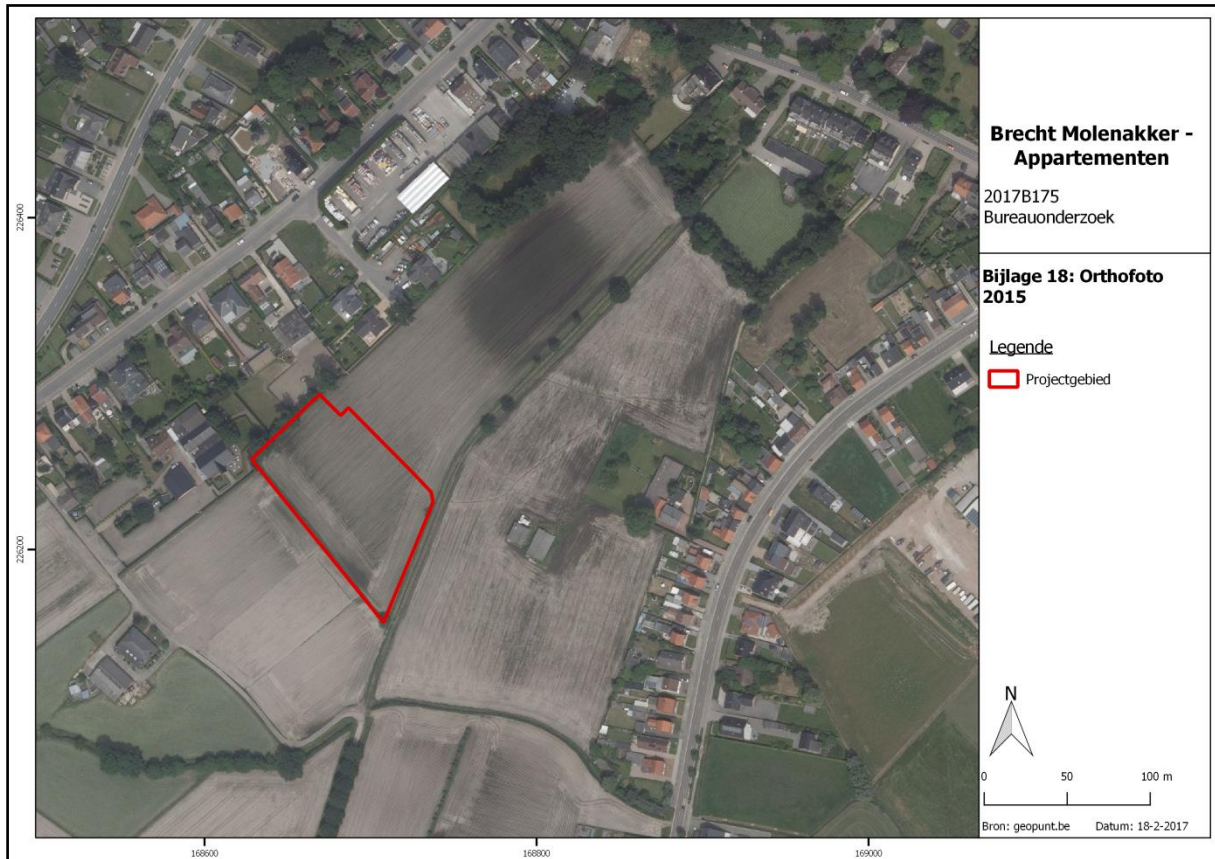 Brecht Molenakker -
Appartementen
2017B175
Bureauonderzoek
Bijlage 18: Orthofoto
2015
Legende
Projectgebied
N
0 50 100 m
Bron: geopunt.be Datum: 18-2-2017
226400
226200
168600 168800 169000